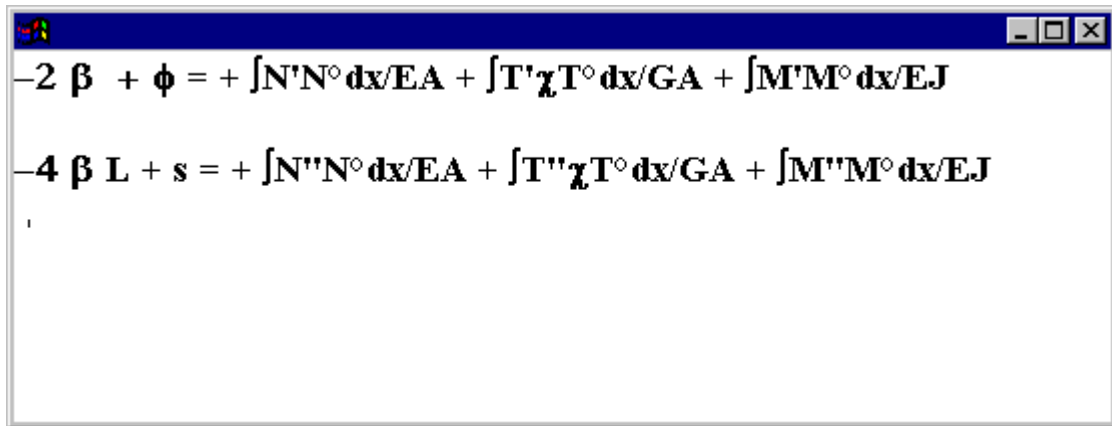 −2 β + ϕ = + ∫N'N°dx/EA + ∫T'χT°dx/GA + ∫M'M°dx/EJ
−4 β L + s = + ∫N''N°dx/EA + ∫T''χT°dx/GA + ∫M''M°dx/EJ